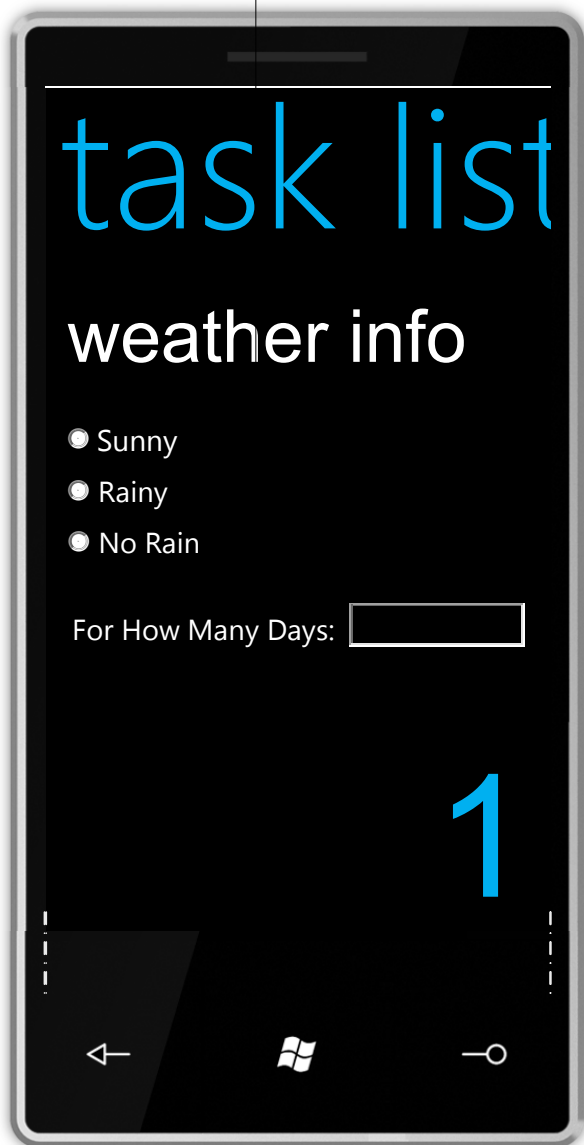 task list
weather info
Sunny
Rainy
No Rain
For How Many Days:
1